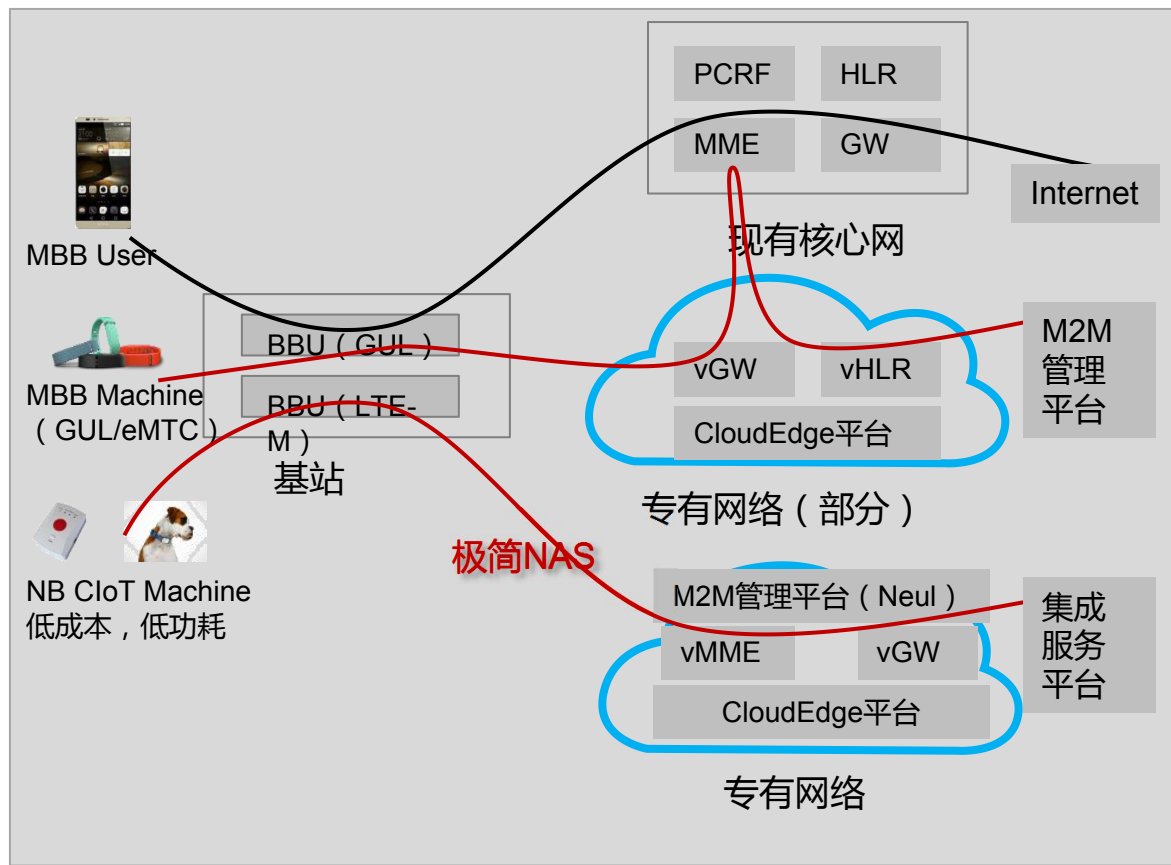 PCRF
HLR
MME
GW
Internet
现有核心网
MBB User
BBU（GUL）
MBB Machine
（GUL/eMTC）
BBU（LTE-
M）
基站
vGW
vHLR
CloudEdge平台
M2M
管理
平台
专有网络（部分）
极简NAS
NB CIoT Machine
低成本，低功耗
M2M管理平台（Neul）
vMME
vGW
CloudEdge平台
集成
服务
平台
专有网络